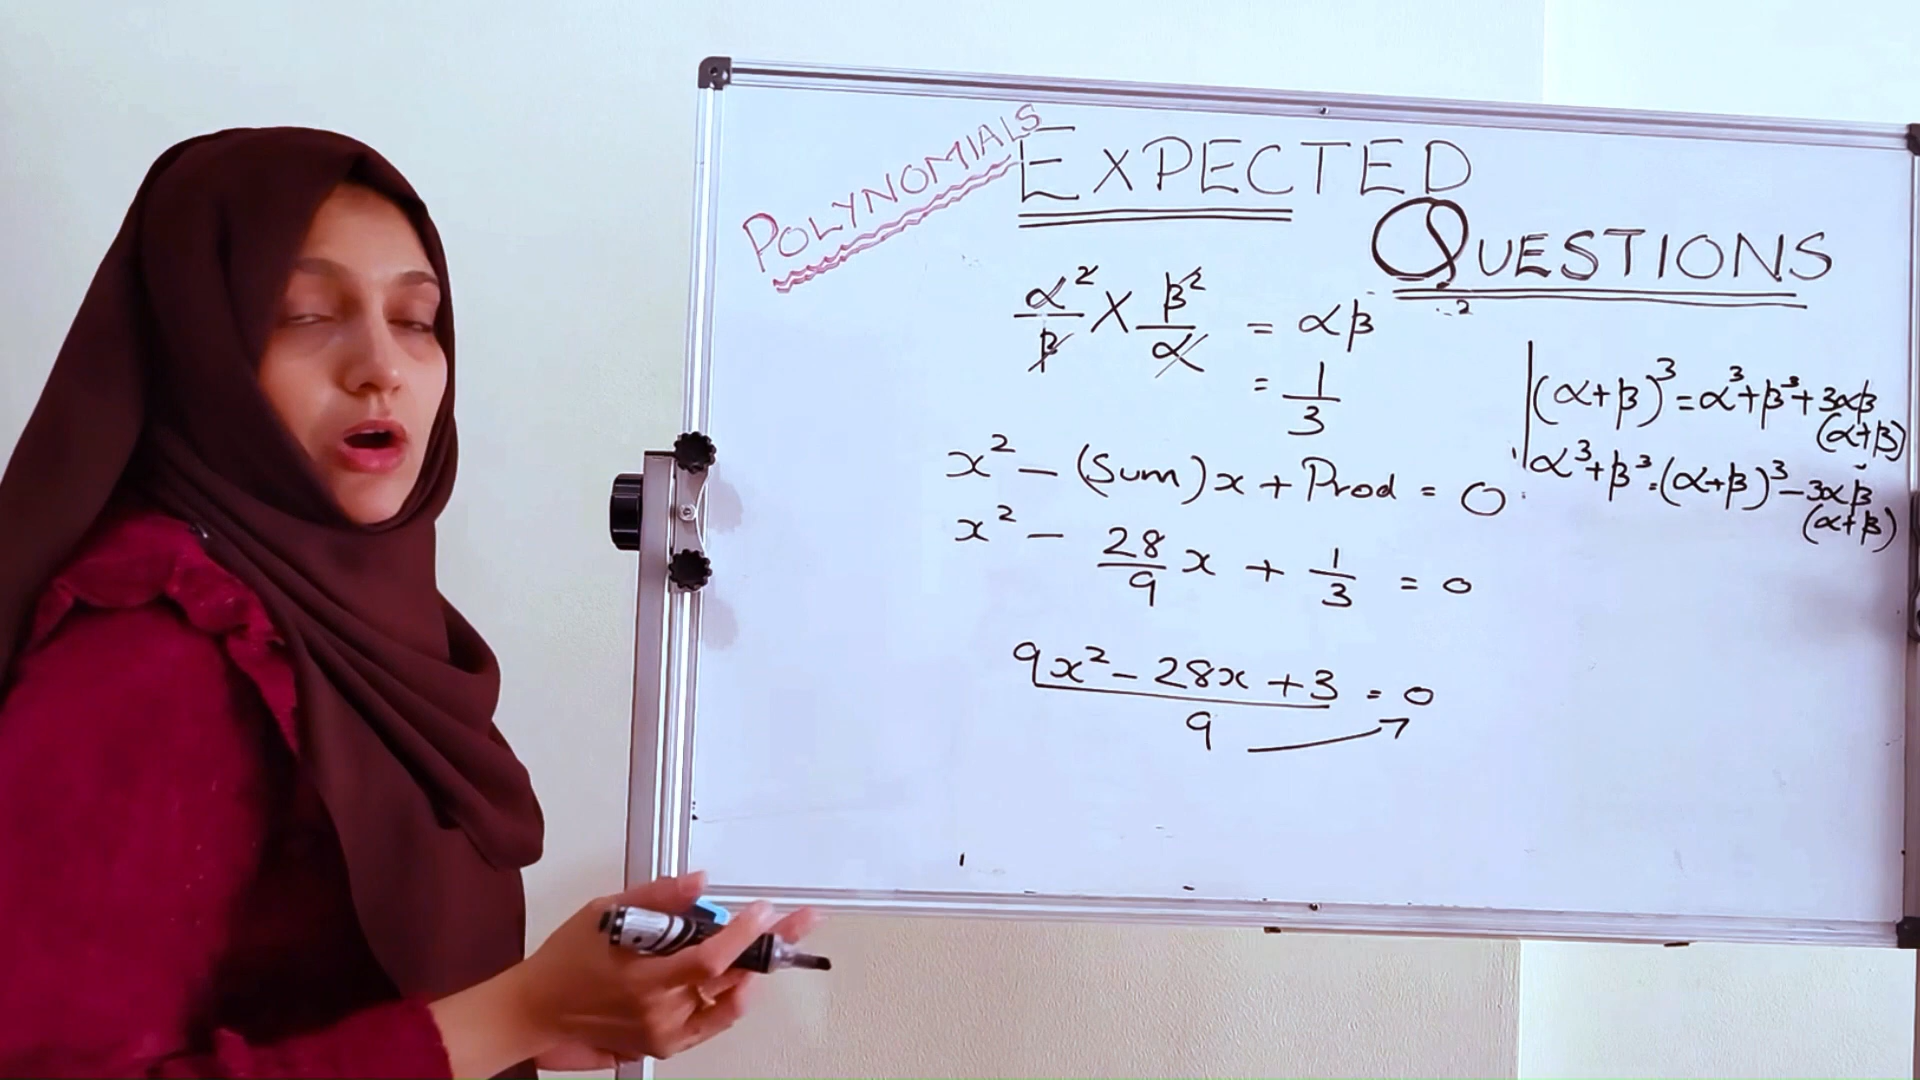 POLYNOMIALS
EXPECTED
QUESTIONS
α²/β × β²/α = αβ
= 1/3
x² – (Sum)x + Prod = 0
x² – 28/9 x + 1/3 = 0
9x² – 28x + 3 = 0
9
(α+β)³ = α³+β³+3αβ
(α+β)
α³+β³ = (α+β)³ – 3αβ
(α+β)